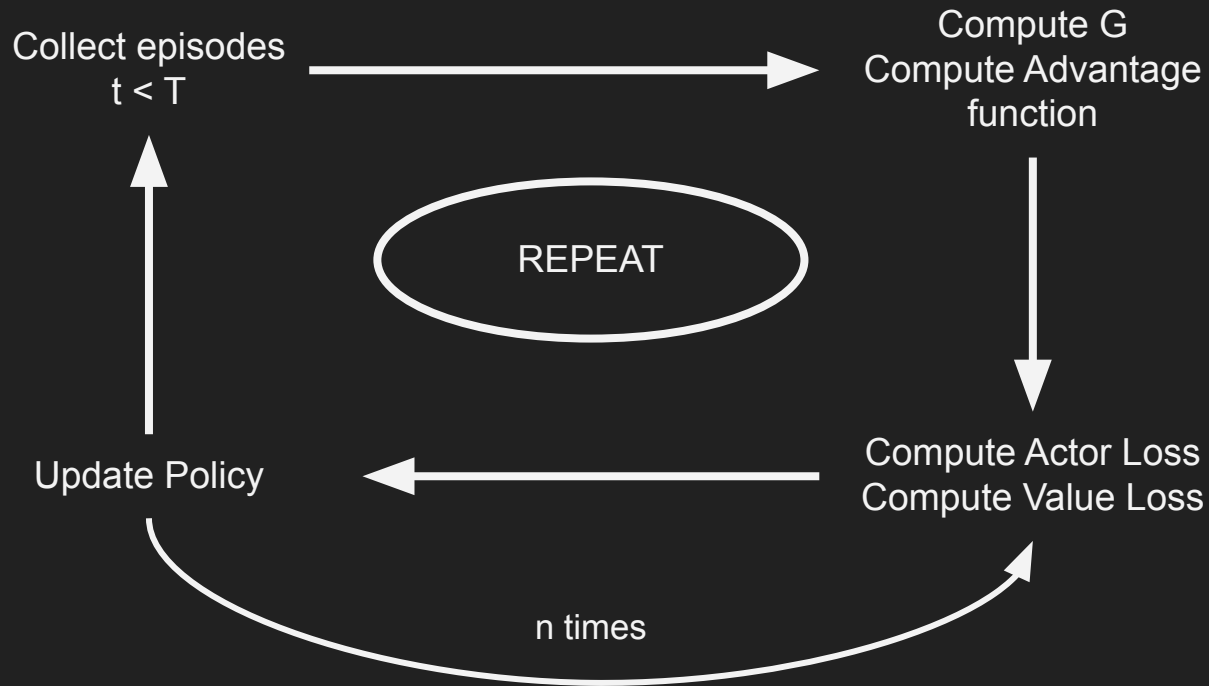 Collect episodes
t < T
Compute G
Compute Advantage
function
REPEAT
Update Policy
Compute Actor Loss
Compute Value Loss
n times